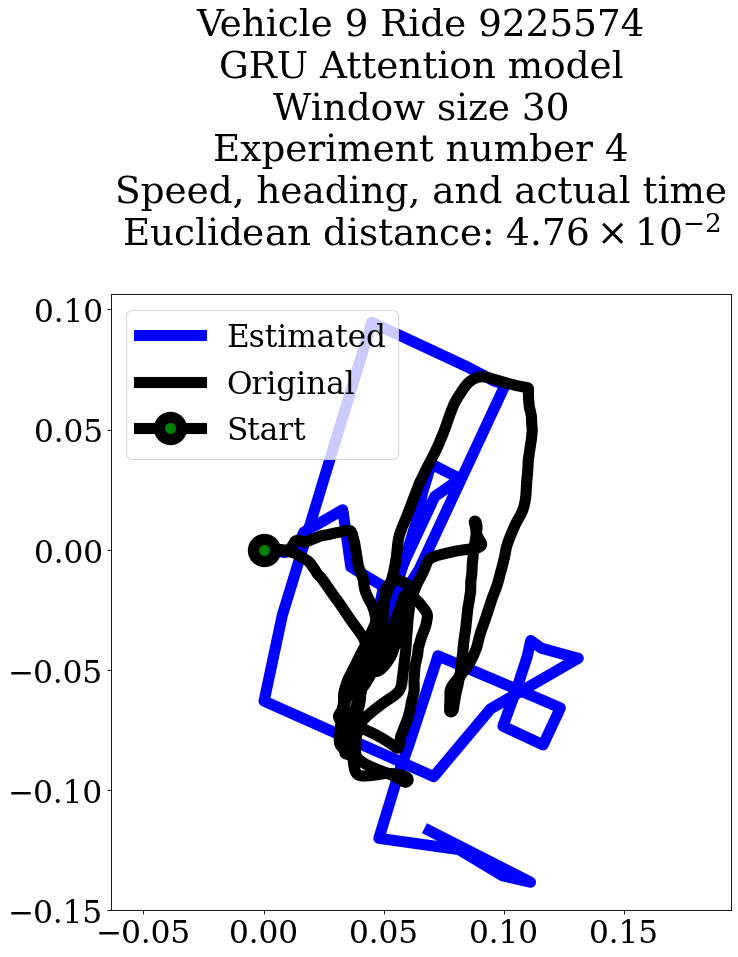 Vehicle 9 Ride 9225574
GRU Attention model
Window size 30
Experiment number 4
Speed, heading, and actual time
Euclidean distance: 4.76 × 10⁻²
Estimated
Original
Start
0.10
0.05
0.00
−0.05
−0.10
−0.15
−0.05
0.00
0.05
0.10
0.15